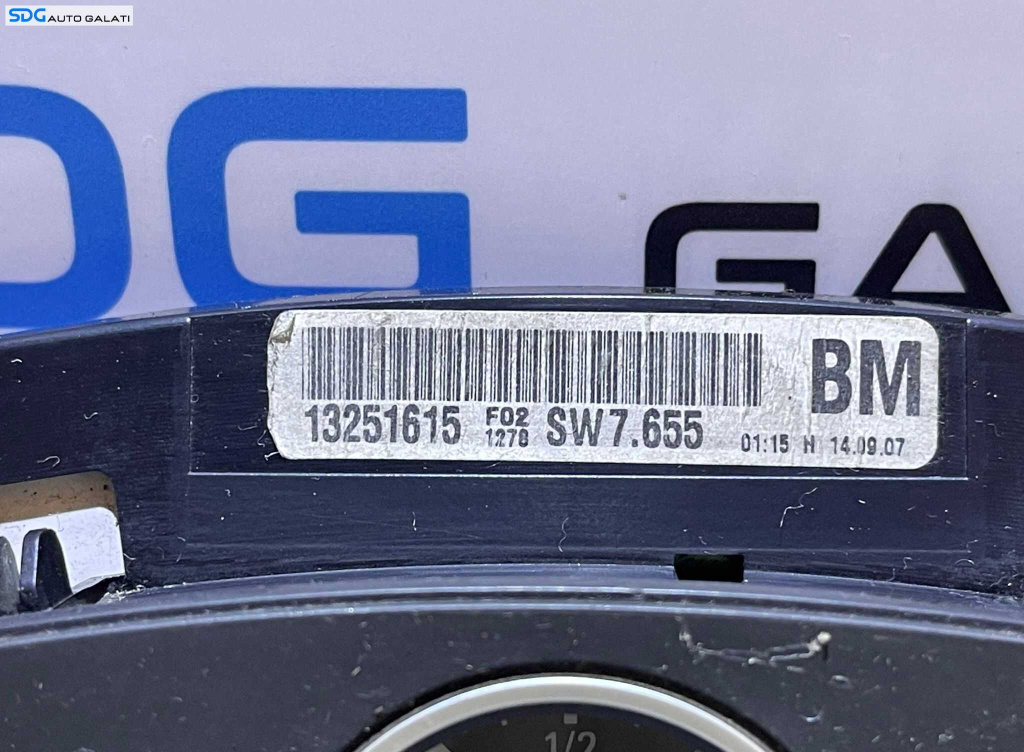 SDG AUTO GALATI
DG GA
BM
13251615 F02 1278 SW7.655
01:15 H 14.09.07
1/2